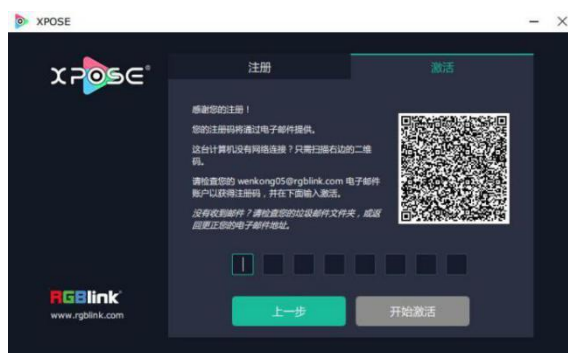 XPOSE
XPOSE
注册
激活
感谢您的注册！
您的注册码将通过电子邮件提供。
这台计算机没有网络连接？只需扫描右边的二维
码。
请检查您的 wenkong05@rgblink.com 电子邮件
账户以获得注册码，并在下面输入激活。
没有收到邮件？请检查您的垃圾邮件文件夹，或返
回更正您的电子邮件地址。
RGBlink
www.rgblink.com
上一步
开始激活